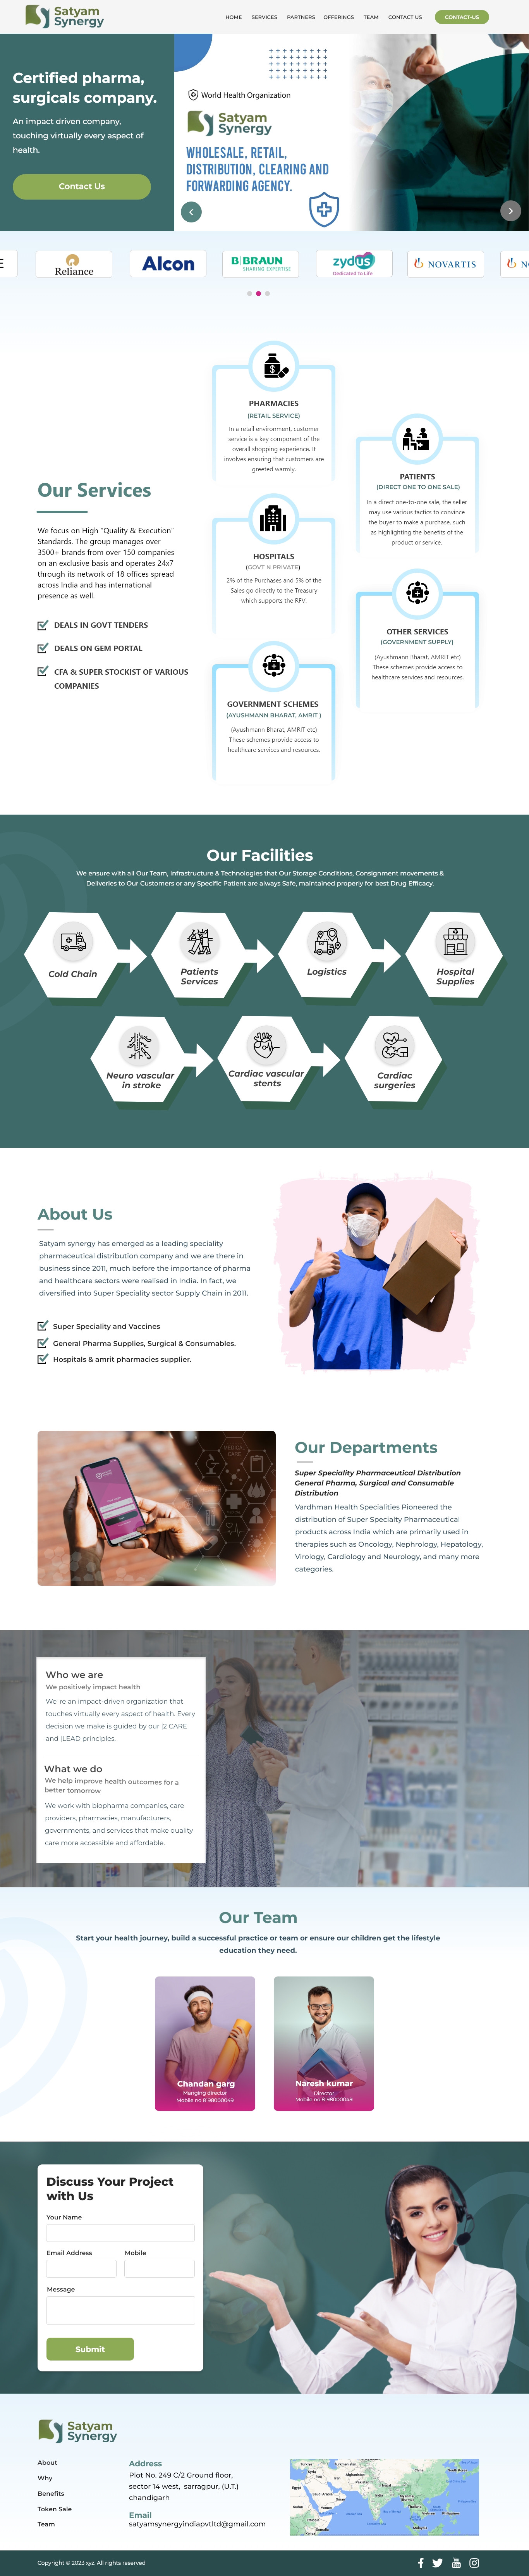 Satyam
Synergy
HOME SERVICES PARTNERS OFFERINGS TEAM CONTACT US CONTACT-US
Certified pharma,
surgicals company.
An impact driven company,
touching virtually every aspect of
health.
Contact Us
World Health Organization
Satyam
Synergy
WHOLESALE, RETAIL,
DISTRIBUTION, CLEARING AND
FORWARDING AGENCY.
Reliance
Alcon
B|BRAUN
SHARING EXPERTISE
zydus
Dedicated To Life
NOVARTIS
Our Services
We focus on High "Quality & Execution"
Standards. The group manages over
3500+ brands from over 150 companies
on an exclusive basis and operates 24x7
through its network of 18 offices spread
across India and has international
presence as well.
DEALS IN GOVT TENDERS
DEALS ON GEM PORTAL
CFA & SUPER STOCKIST OF VARIOUS
COMPANIES
PHARMACIES
(RETAIL SERVICE)
In a retail environment, customer
service is a key component of the
overall shopping experience. It
involves ensuring that customers are
greeted warmly.
HOSPITALS
(GOVT N PRIVATE)
2% of the Purchases and 5% of the
Sales go directly to the Treasury
which supports the RFV.
GOVERNMENT SCHEMES
(AYUSHMANN BHARAT, AMRIT )
(Ayushmann Bharat, AMRIT etc)
These schemes provide access to
healthcare services and resources.
PATIENTS
(DIRECT ONE TO ONE SALE)
In a direct one-to-one sale, the seller
may use various tactics to convince
the buyer to make a purchase, such
as highlighting the benefits of the
product or service.
OTHER SERVICES
(GOVERNMENT SUPPLY)
(Ayushmann Bharat, AMRIT etc)
These schemes provide access to
healthcare services and resources.
Our Facilities
We ensure with all Our Team, Infrastructure & Technologies that Our Storage Conditions, Consignment movements &
Deliveries to Our Customers or any Specific Patient are always Safe, maintained properly for best Drug Efficacy.
Cold Chain
Patients
Services
Logistics
Hospital
Supplies
Neuro vascular
in stroke
Cardiac vascular
stents
Cardiac
surgeries
About Us
Satyam synergy has emerged as a leading speciality
pharmaceutical distribution company and we are there in
business since 2011, much before the importance of pharma
and healthcare sectors were realised in India. In fact, we
diversified into Super Speciality sector Supply Chain in 2011.
Super Speciality and Vaccines
General Pharma Supplies, Surgical & Consumables.
Hospitals & amrit pharmacies supplier.
MEDICAL
CARE
Our Departments
Super Speciality Pharmaceutical Distribution
General Pharma, Surgical and Consumable
Distribution
Vardhman Health Specialities Pioneered the
distribution of Super Specialty Pharmaceutical
products across India which are primarily used in
therapies such as Oncology, Nephrology, Hepatology,
Virology, Cardiology and Neurology, and many more
categories.
Who we are
We positively impact health
We' re an impact-driven organization that
touches virtually every aspect of health. Every
decision we make is guided by our |2 CARE
and |LEAD principles.
What we do
We help improve health outcomes for a
better tomorrow
We work with biopharma companies, care
providers, pharmacies, manufacturers,
governments, and services that make quality
care more accessible and affordable.
Our Team
Start your health journey, build a successful practice or team or ensure our children get the lifestyle
education they need.
Chandan garg
Manging director
Mobile no 8198000049
Naresh kumar
Director
Mobile no 8198000049
Discuss Your Project
with Us
Your Name
Email Address Mobile
Message
Submit
Satyam
Synergy
About
Why
Benefits
Token Sale
Team
Address
Plot No. 249 C/2 Ground floor,
sector 14 west, sarragpur, (U.T.)
chandigarh
Email
satyamsynergyindiapvtltd@gmail.com
Copyright © 2023 xyz. All rights reserved